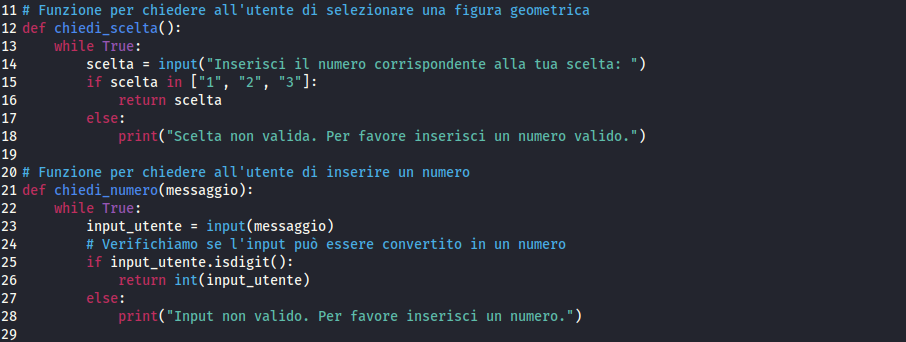 11 # Funzione per chiedere all'utente di selezionare una figura geometrica
12 def chiedi_scelta():
13     while True:
14         scelta = input("Inserisci il numero corrispondente alla tua scelta: ")
15         if scelta in ["1", "2", "3"]:
16             return scelta
17         else:
18             print("Scelta non valida. Per favore inserisci un numero valido.")
19
20 # Funzione per chiedere all'utente di inserire un numero
21 def chiedi_numero(messaggio):
22     while True:
23         input_utente = input(messaggio)
24         # Verifichiamo se l'input può essere convertito in un numero
25         if input_utente.isdigit():
26             return int(input_utente)
27         else:
28             print("Input non valido. Per favore inserisci un numero.")
29